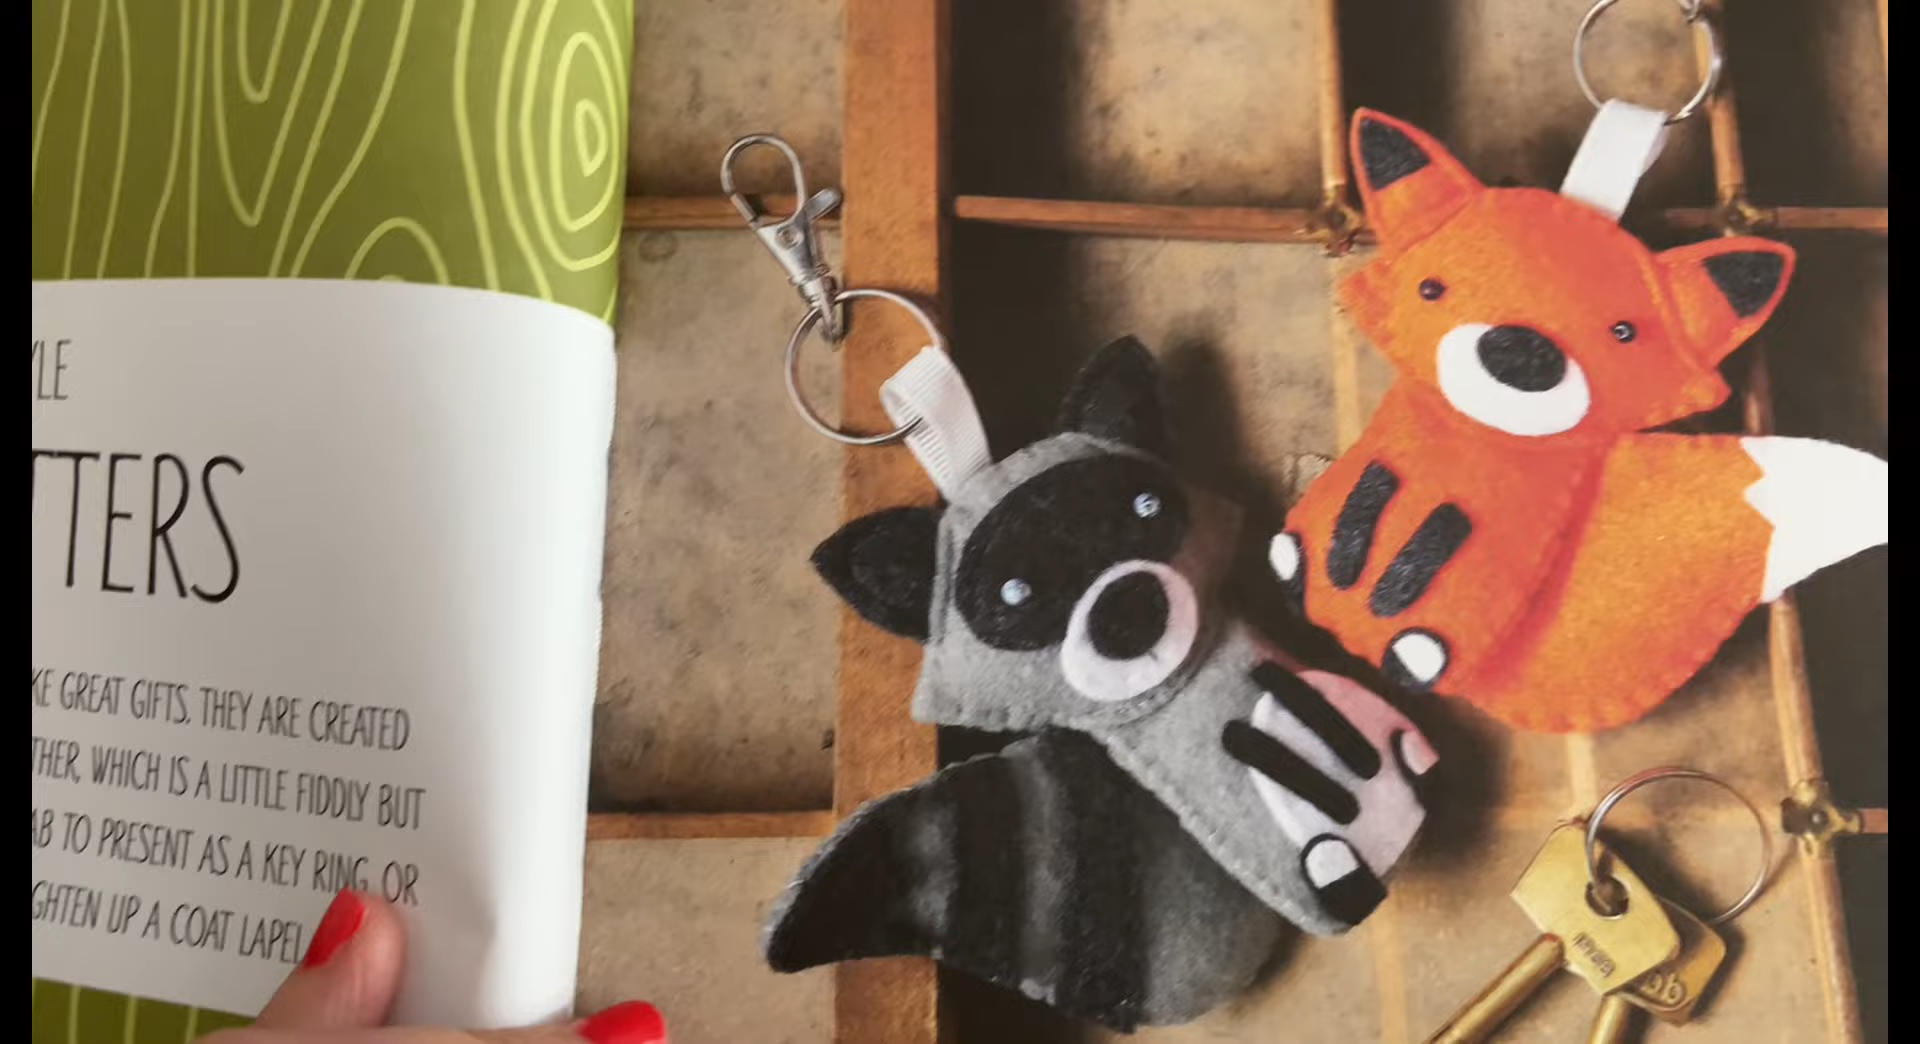 YLE
TTERS
KE GREAT GIFTS. THEY ARE CREATED
THER, WHICH IS A LITTLE FIDDLY BUT
AB TO PRESENT AS A KEY RING, OR
GHTEN UP A COAT LAPEL